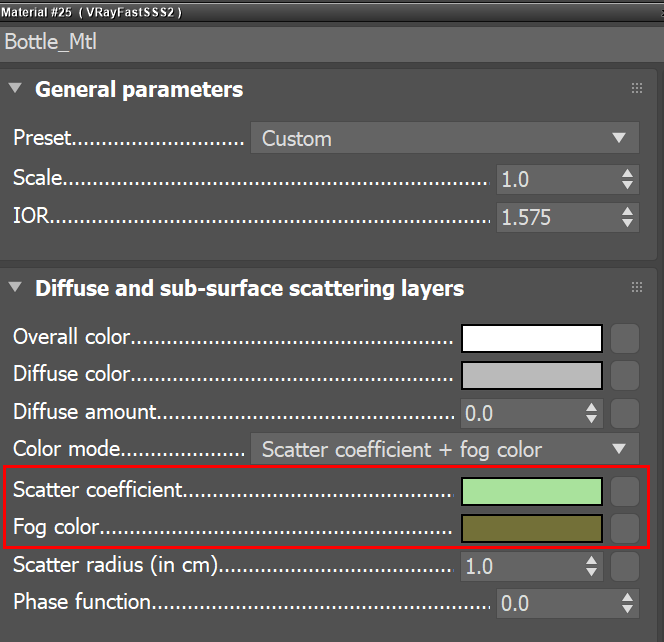 Material #25 ( VRayFastSSS2 )
Bottle_Mtl
General parameters
Preset............................ Custom
Scale.................................................................... 1.0
IOR...................................................................... 1.575
Diffuse and sub-surface scattering layers
Overall color....................................................
Diffuse color....................................................
Diffuse amount............................................... 0.0
Color mode.................... Scatter coefficient + fog color
Scatter coefficient...........................................
Fog color.........................................................
Scatter radius (in cm)..................................... 1.0
Phase function...................................................... 0.0